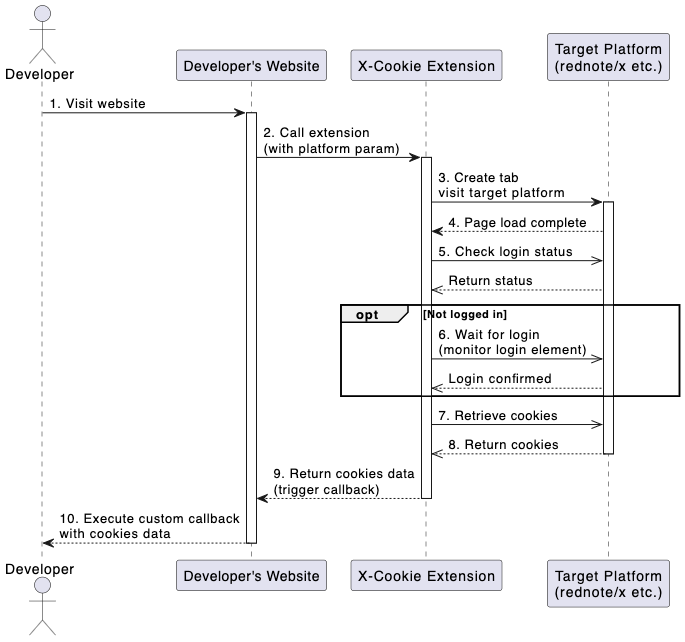 Developer
Developer's Website
X-Cookie Extension
Target Platform
(rednote/x etc.)
1. Visit website
2. Call extension
(with platform param)
3. Create tab
visit target platform
4. Page load complete
5. Check login status
Return status
opt
[Not logged in]
6. Wait for login
(monitor login element)
Login confirmed
7. Retrieve cookies
8. Return cookies
9. Return cookies data
(trigger callback)
10. Execute custom callback
with cookies data
Developer
Developer's Website
X-Cookie Extension
Target Platform
(rednote/x etc.)